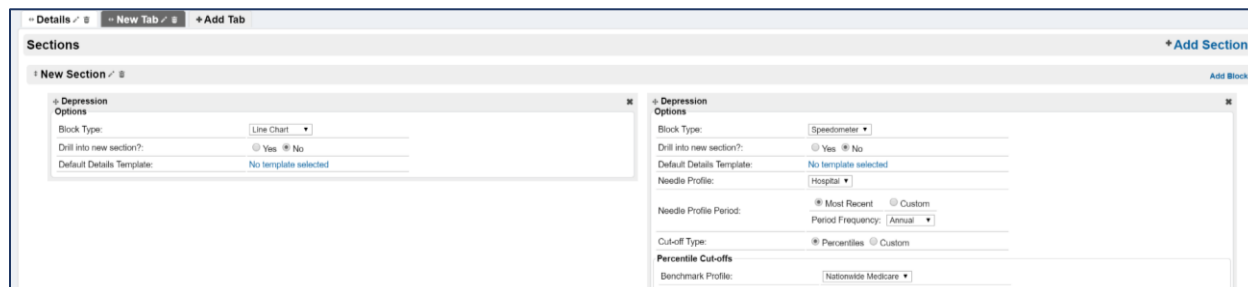 Details New Tab +Add Tab
Sections +Add Section
New Section Add Block
Depression
Options
Block Type: Line Chart
Drill into new section?: Yes No
Default Details Template: No template selected
Depression
Options
Block Type: Speedometer
Drill into new section?: Yes No
Default Details Template: No template selected
Needle Profile: Hospital
Needle Profile Period: Most Recent Custom
Period Frequency: Annual
Cut-off Type: Percentiles Custom
Percentile Cut-offs
Benchmark Profile: Nationwide Medicare